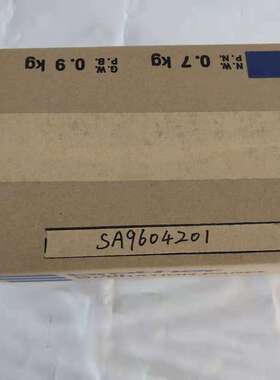 N.W. 0.7 kg
P.N.
G.W. 0.9 kg
P.B.
SA9604201